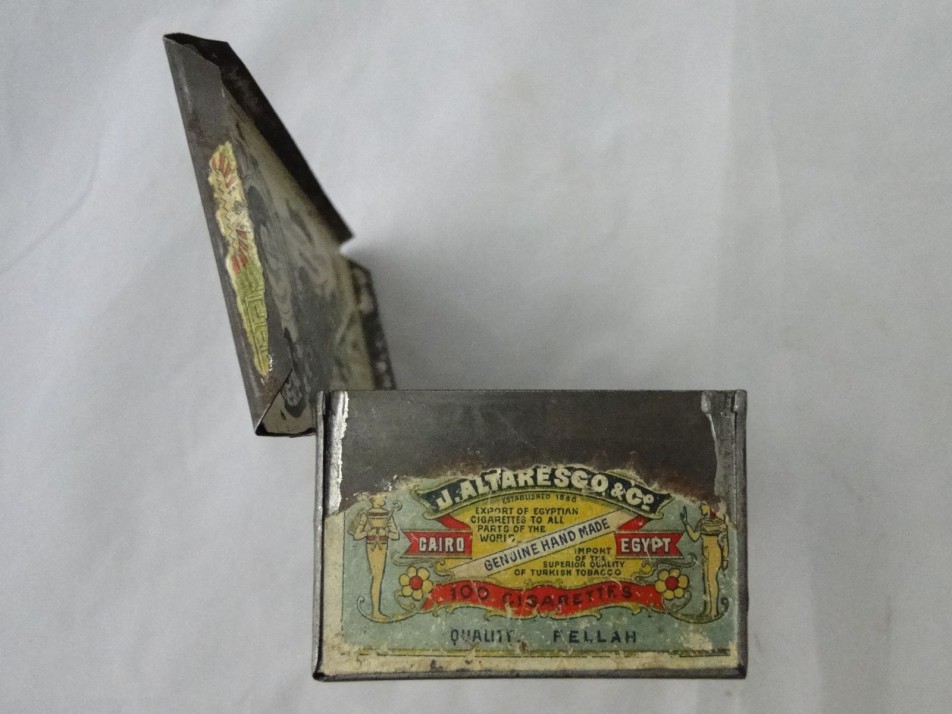 J. ALTARESCO & Co.
ESTABLISHED 1886
EXPORT OF EGYPTIAN
CIGARETTES TO ALL
PARTS OF THE
WORLD
CAIRO
GENUINE HAND MADE
EGYPT
IMPORT
OF THE
SUPERIOR QUALITY
OF TURKISH TOBACCO
100 CIGARETTES
QUALITY. FELLAH